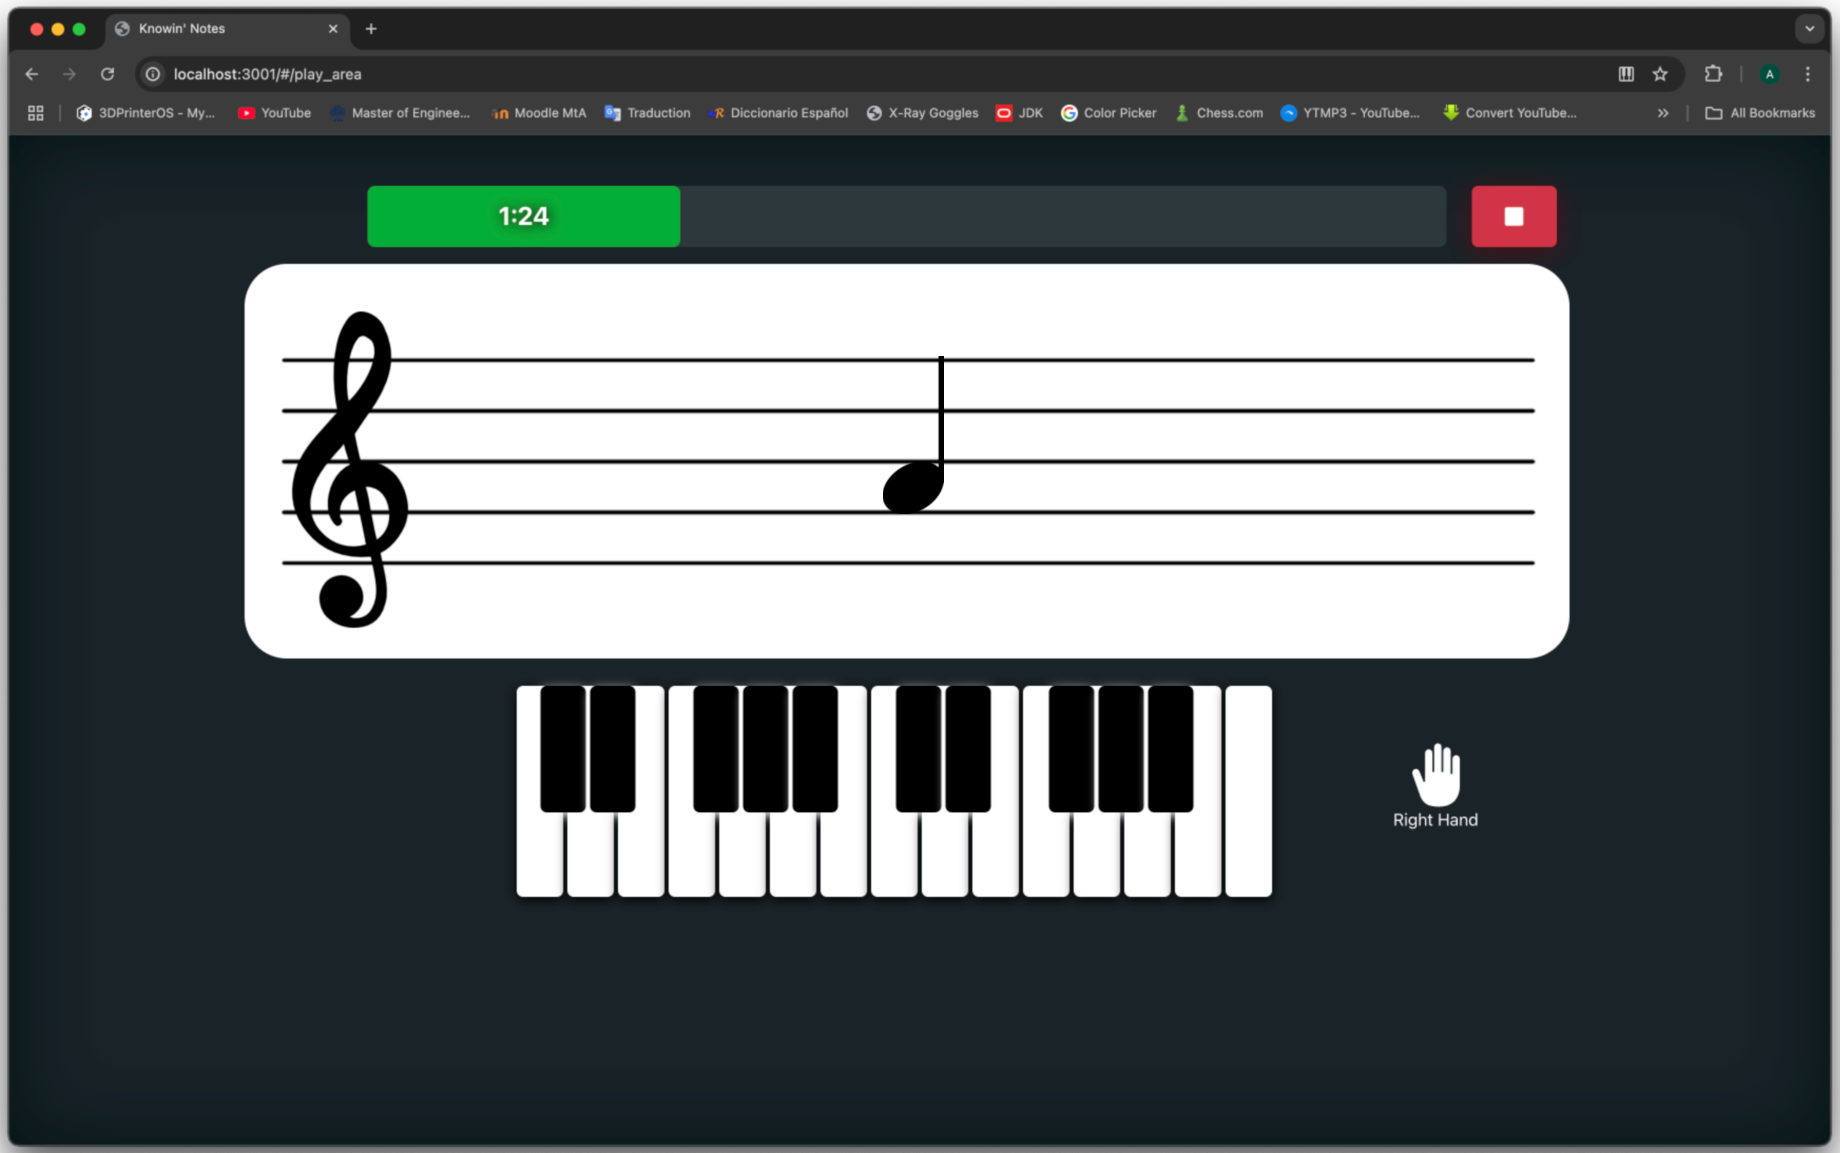 Knowin' Notes
localhost:3001/#/play_area
A
3DPrinterOS - My... YouTube Master of Enginee... Moodle MtA Traduction Diccionario Español X-Ray Goggles JDK Color Picker Chess.com YTMP3 - YouTube... Convert YouTube... All Bookmarks
1:24
Right Hand